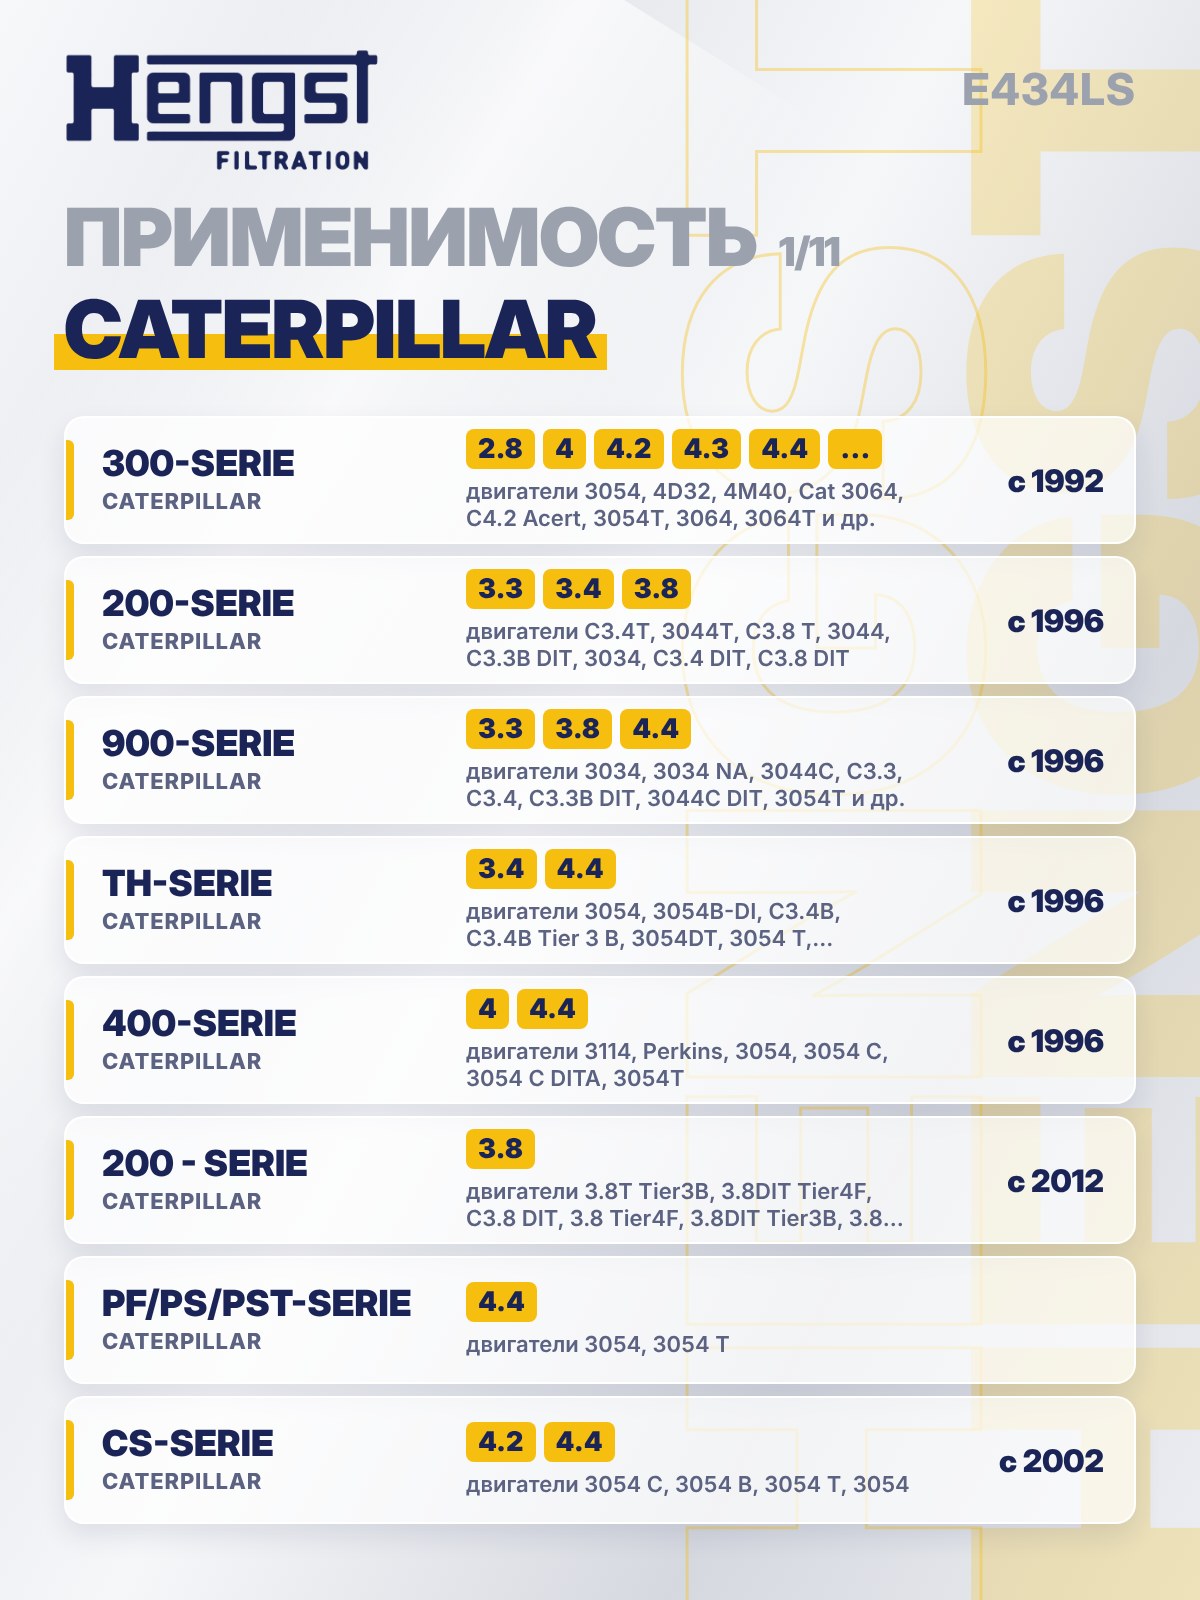 Hengst
FILTRATION
E434LS
ПРИМЕНИМОСТЬ 1/11
CATERPILLAR
300-SERIE
CATERPILLAR
2.8 4 4.2 4.3 4.4 ...
двигатели 3054, 4D32, 4M40, Cat 3064,
C4.2 Acert, 3054T, 3064, 3064T и др.
с 1992
200-SERIE
CATERPILLAR
3.3 3.4 3.8
двигатели C3.4T, 3044T, C3.8 T, 3044,
C3.3B DIT, 3034, C3.4 DIT, C3.8 DIT
с 1996
900-SERIE
CATERPILLAR
3.3 3.8 4.4
двигатели 3034, 3034 NA, 3044C, C3.3,
C3.4, C3.3B DIT, 3044C DIT, 3054T и др.
с 1996
TH-SERIE
CATERPILLAR
3.4 4.4
двигатели 3054, 3054B-DI, C3.4B,
C3.4B Tier 3 B, 3054DT, 3054 T,...
с 1996
400-SERIE
CATERPILLAR
4 4.4
двигатели 3114, Perkins, 3054, 3054 C,
3054 C DITA, 3054T
с 1996
200 - SERIE
CATERPILLAR
3.8
двигатели 3.8T Tier3B, 3.8DIT Tier4F,
C3.8 DIT, 3.8 Tier4F, 3.8DIT Tier3B, 3.8...
с 2012
PF/PS/PST-SERIE
CATERPILLAR
4.4
двигатели 3054, 3054 T
CS-SERIE
CATERPILLAR
4.2 4.4
двигатели 3054 C, 3054 B, 3054 T, 3054
с 2002